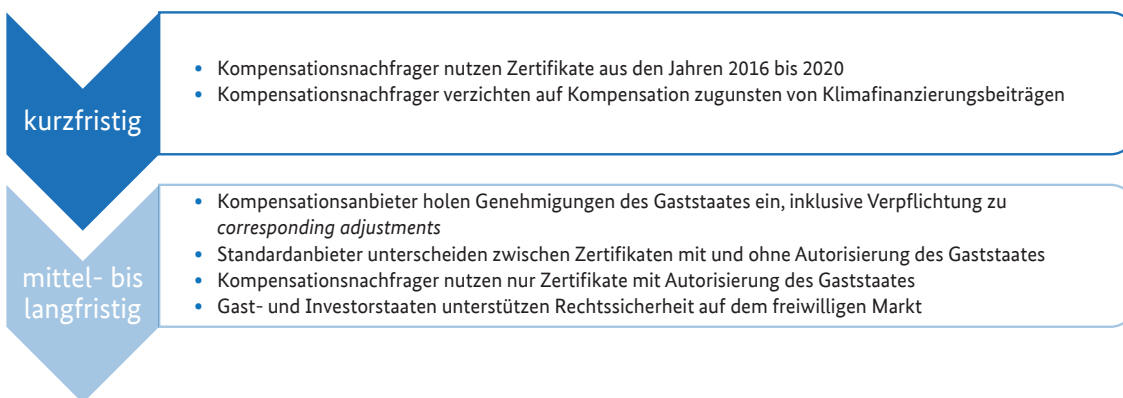 kurzfristig
• Kompensationsnachfrager nutzen Zertifikate aus den Jahren 2016 bis 2020
• Kompensationsnachfrager verzichten auf Kompensation zugunsten von Klimafinanzierungsbeiträgen
mittel- bis
langfristig
• Kompensationsanbieter holen Genehmigungen des Gaststaates ein, inklusive Verpflichtung zu
corresponding adjustments
• Standardanbieter unterscheiden zwischen Zertifikaten mit und ohne Autorisierung des Gaststaates
• Kompensationsnachfrager nutzen nur Zertifikate mit Autorisierung des Gaststaates
• Gast- und Investorstaaten unterstützen Rechtssicherheit auf dem freiwilligen Markt